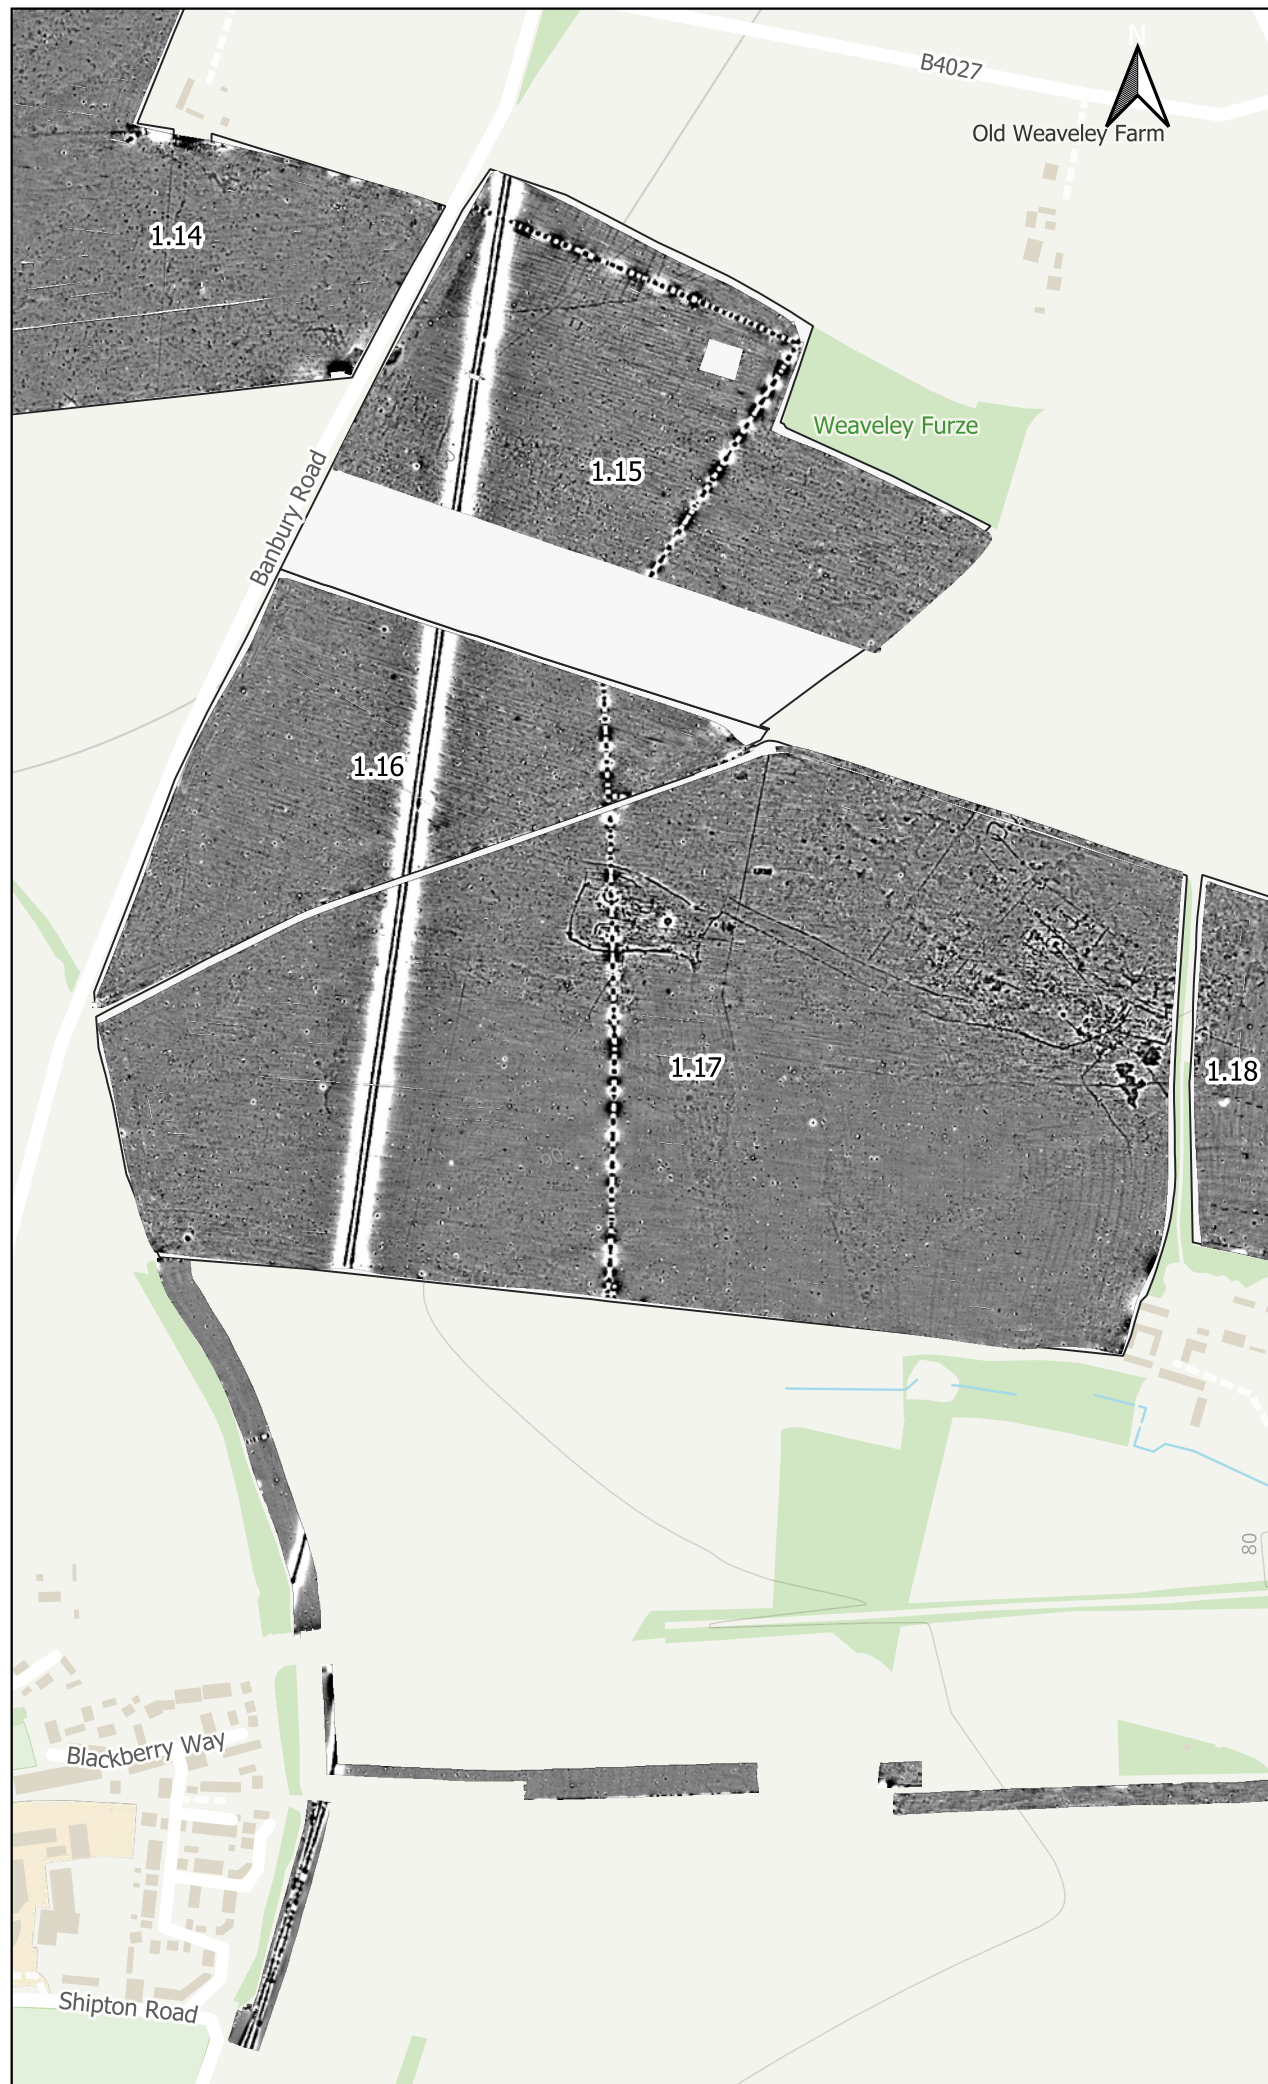 N
B4027
Old Weaveley Farm
1.14
Weaveley Furze
1.15
Banbury Road
1.16
1.17
1.18
90
80
Blackberry Way
Shipton Road